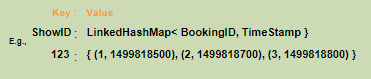 Key : Value
ShowID : LinkedHashMap< BookingID, TimeStamp }
E.g.,
123 : { (1, 1499818500), (2, 1499818700), (3, 1499818800) }